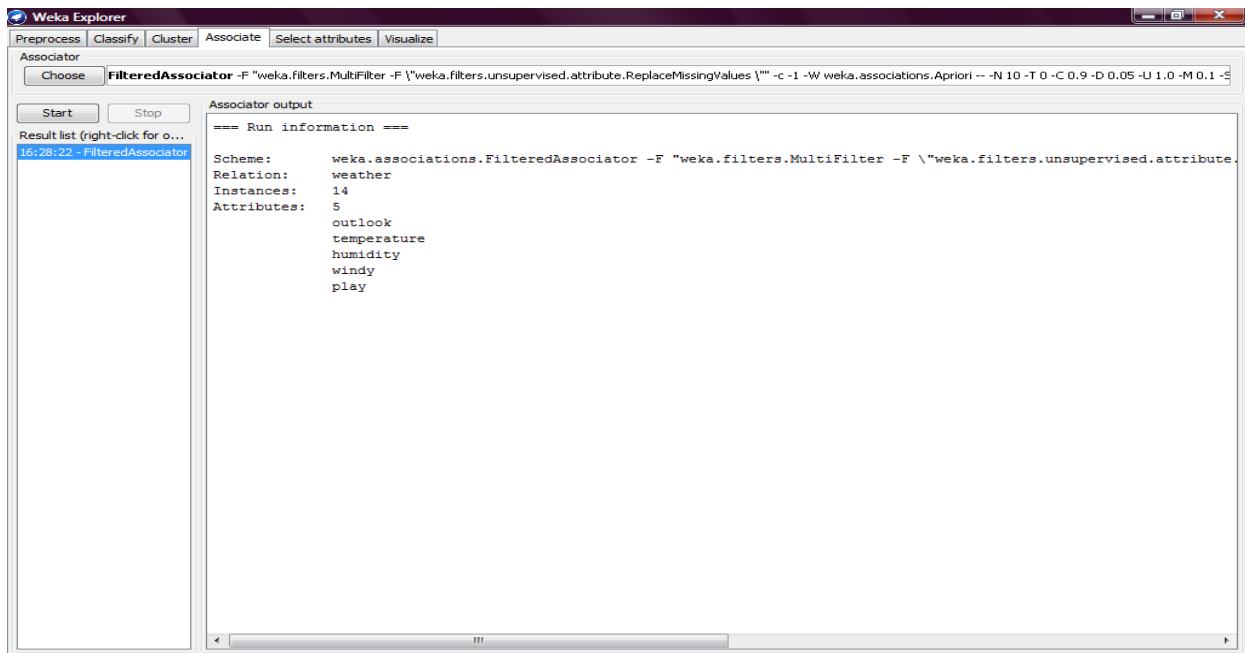 Weka Explorer
Preprocess Classify Cluster Associate Select attributes Visualize
Associator
Choose FilteredAssociator -F "weka.filters.MultiFilter -F \"weka.filters.unsupervised.attribute.ReplaceMissingValues \"" -c -1 -W weka.associations.Apriori -- -N 10 -T 0 -C 0.9 -D 0.05 -U 1.0 -M 0.1 -S
Start Stop
Result list (right-click for o...
16:28:22 - FilteredAssociator
Associator output
=== Run information ===
Scheme: weka.associations.FilteredAssociator -F "weka.filters.MultiFilter -F \"weka.filters.unsupervised.attribute.
Relation: weather
Instances: 14
Attributes: 5
outlook
temperature
humidity
windy
play